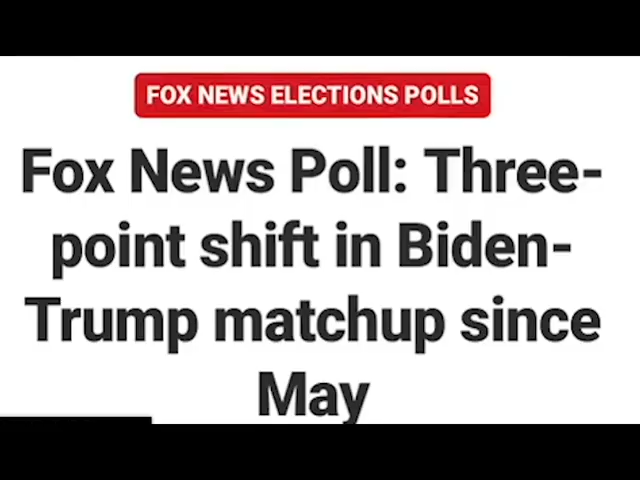 FOX NEWS ELECTIONS POLLS
Fox News Poll: Three-
point shift in Biden-
Trump matchup since
May